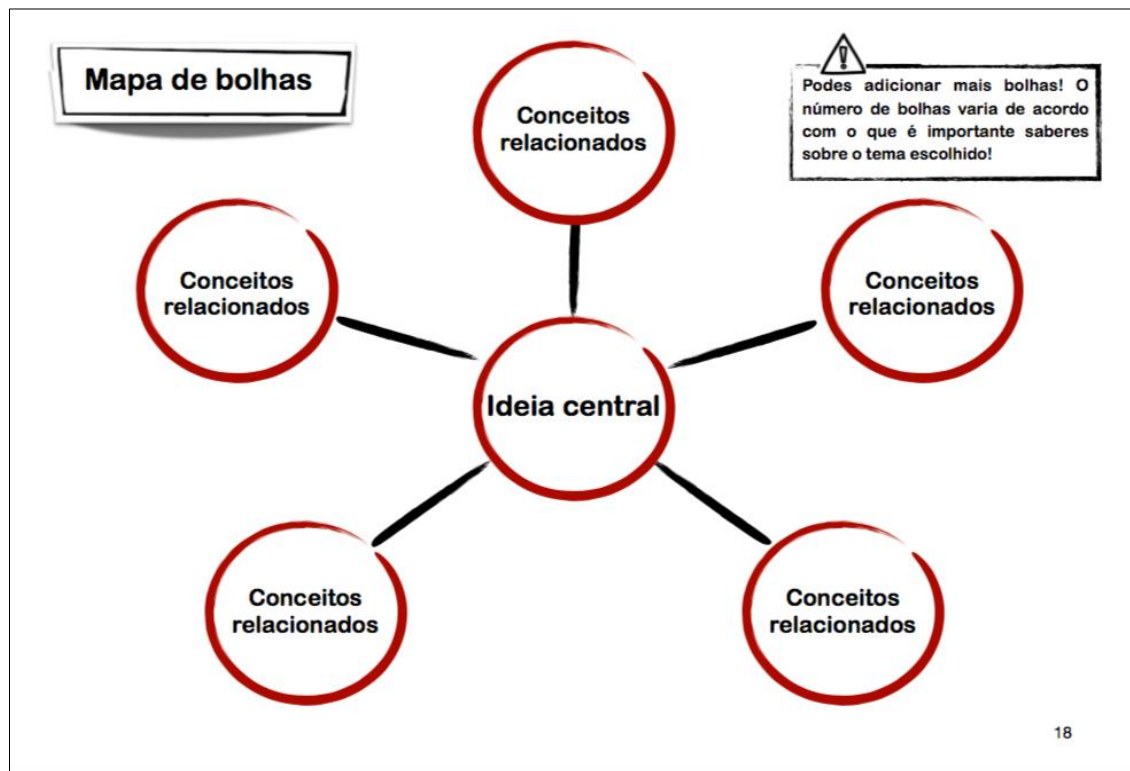 Mapa de bolhas
Podes adicionar mais bolhas! O
número de bolhas varia de acordo
com o que é importante saberes
sobre o tema escolhido!
Conceitos
relacionados
Conceitos
relacionados
Conceitos
relacionados
Ideia central
Conceitos
relacionados
Conceitos
relacionados
18